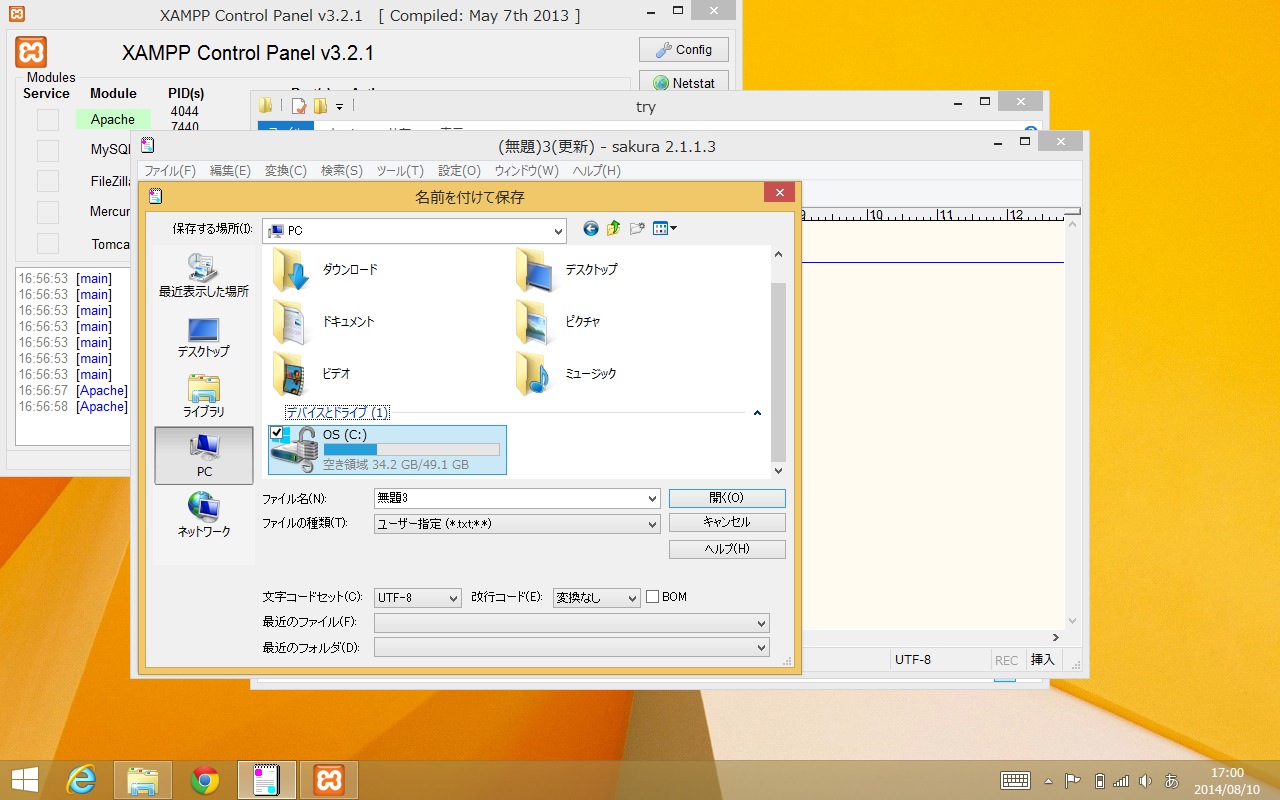 XAMPP Control Panel v3.2.1 [ Compiled: May 7th 2013 ]
XAMPP Control Panel v3.2.1
Config
Netstat
Modules
Service Module PID(s)
Apache 4044
7440
MySQL
FileZilla
Mercur
Tomca
16:56:53 [main]
16:56:53 [main]
16:56:53 [main]
16:56:53 [main]
16:56:53 [main]
16:56:53 [main]
16:56:53 [main]
16:56:57 [Apache]
16:56:58 [Apache]
try
(無題)3(更新) - sakura 2.1.1.3
ファイル(F) 編集(E) 変換(C) 検索(S) ツール(T) 設定(O) ウィンドウ(W) ヘルプ(H)
9 10 11 12
名前を付けて保存
保存する場所(I): PC
最近表示した場所
デスクトップ
ライブラリ
PC
ネットワーク
ダウンロード デスクトップ
ドキュメント ピクチャ
ビデオ ミュージック
デバイスとドライブ (1)
OS (C:)
空き領域 34.2 GB/49.1 GB
ファイル名(N): 無題3 開く(O)
ファイルの種類(T): ユーザー指定 (*.txt;*.*) キャンセル
ヘルプ(H)
文字コードセット(C): UTF-8 改行コード(E): 変換なし BOM
最近のファイル(F):
最近のフォルダ(D):
UTF-8 REC 挿入
あ
17:00
2014/08/10